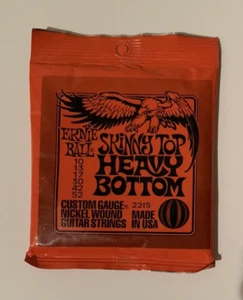 ERNIE BALL
SKINNY TOP
HEAVY
BOTTOM
10
13
17
30
42
52
CUSTOM GAUGE
NICKEL WOUND
GUITAR STRINGS
2215
MADE
IN USA